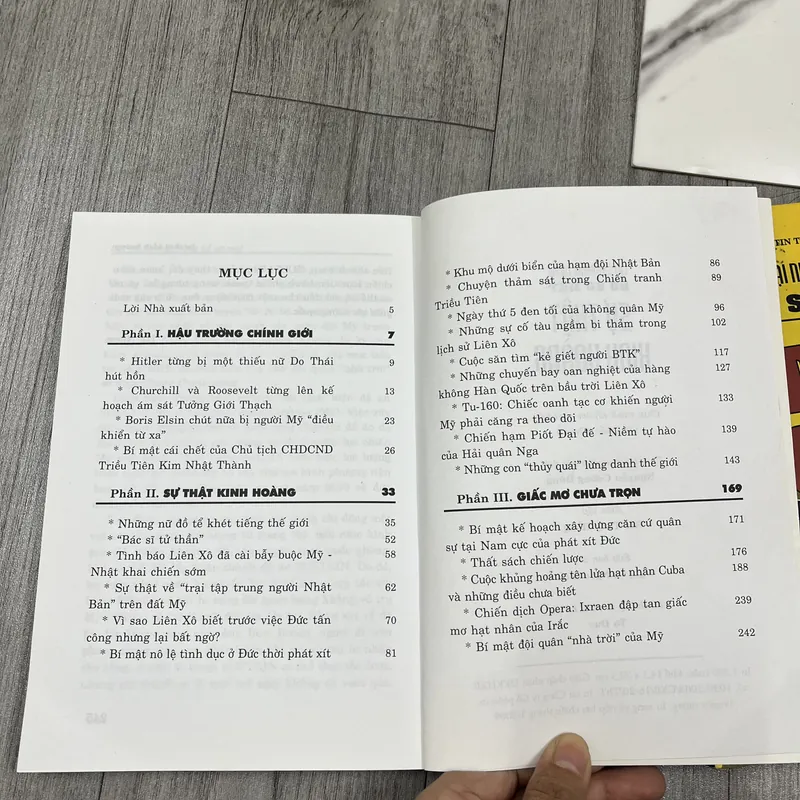 MỤC LỤC
Lời Nhà xuất bản 5
Phần I. HẬU TRƯỜNG CHÍNH GIỚI 7
* Hitler từng bị một thiếu nữ Do Thái 9
hút hồn
* Churchill và Roosevelt từng lên kế 13
hoạch ám sát Tưởng Giới Thạch
* Boris Elsin chút nữa bị người Mỹ “điều 23
khiển từ xa”
* Bí mật cái chết của Chủ tịch CHDCND 26
Triều Tiên Kim Nhật Thành
Phần II. SỰ THẬT KINH HOÀNG 33
* Những nữ đồ tể khét tiếng thế giới 35
* “Bác sĩ tử thần” 52
* Tình báo Liên Xô đã cài bẫy buộc Mỹ - 58
Nhật khai chiến sớm
* Sự thật về “trại tập trung người Nhật 62
Bản” trên đất Mỹ
* Vì sao Liên Xô biết trước việc Đức tấn 70
công nhưng lại bất ngờ?
* Bí mật nô lệ tình dục ở Đức thời phát xít 81
* Khu mộ dưới biển của hạm đội Nhật Bản 86
* Chuyện thảm sát trong Chiến tranh 89
Triều Tiên
* Ngày thứ 5 đen tối của không quân Mỹ 96
* Những sự cố tàu ngầm bi thảm trong 102
lịch sử Liên Xô
* Cuộc săn tìm “kẻ giết người BTK” 117
* Những chuyến bay oan nghiệt của hàng 127
không Hàn Quốc trên bầu trời Liên Xô
* Tu-160: Chiếc oanh tạc cơ khiến người 133
Mỹ phải căng ra theo dõi
* Chiến hạm Piốt Đại đế - Niềm tự hào 139
của Hải quân Nga
* Những con “thủy quái” lừng danh thế giới 143
Phần III. GIẤC MƠ CHƯA TRỌN 169
* Bí mật kế hoạch xây dựng căn cứ quân 171
sự tại Nam cực của phát xít Đức
* Thất sách chiến lược 176
* Cuộc khủng hoảng tên lửa hạt nhân Cuba 188
và những điều chưa biết
* Chiến dịch Opera: Ixraen đập tan giấc 239
mơ hạt nhân của Irắc
* Bí mật đội quân “nhà trời” của Mỹ 242